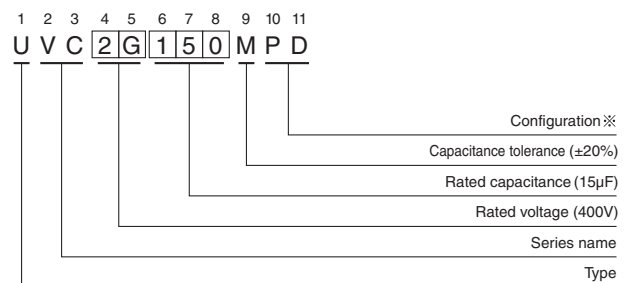 1 2 3 4 5 6 7 8 9 10 11
U V C 2 G 1 5 0 M P D
Configuration※
Capacitance tolerance (±20%)
Rated capacitance (15µF)
Rated voltage (400V)
Series name
Type